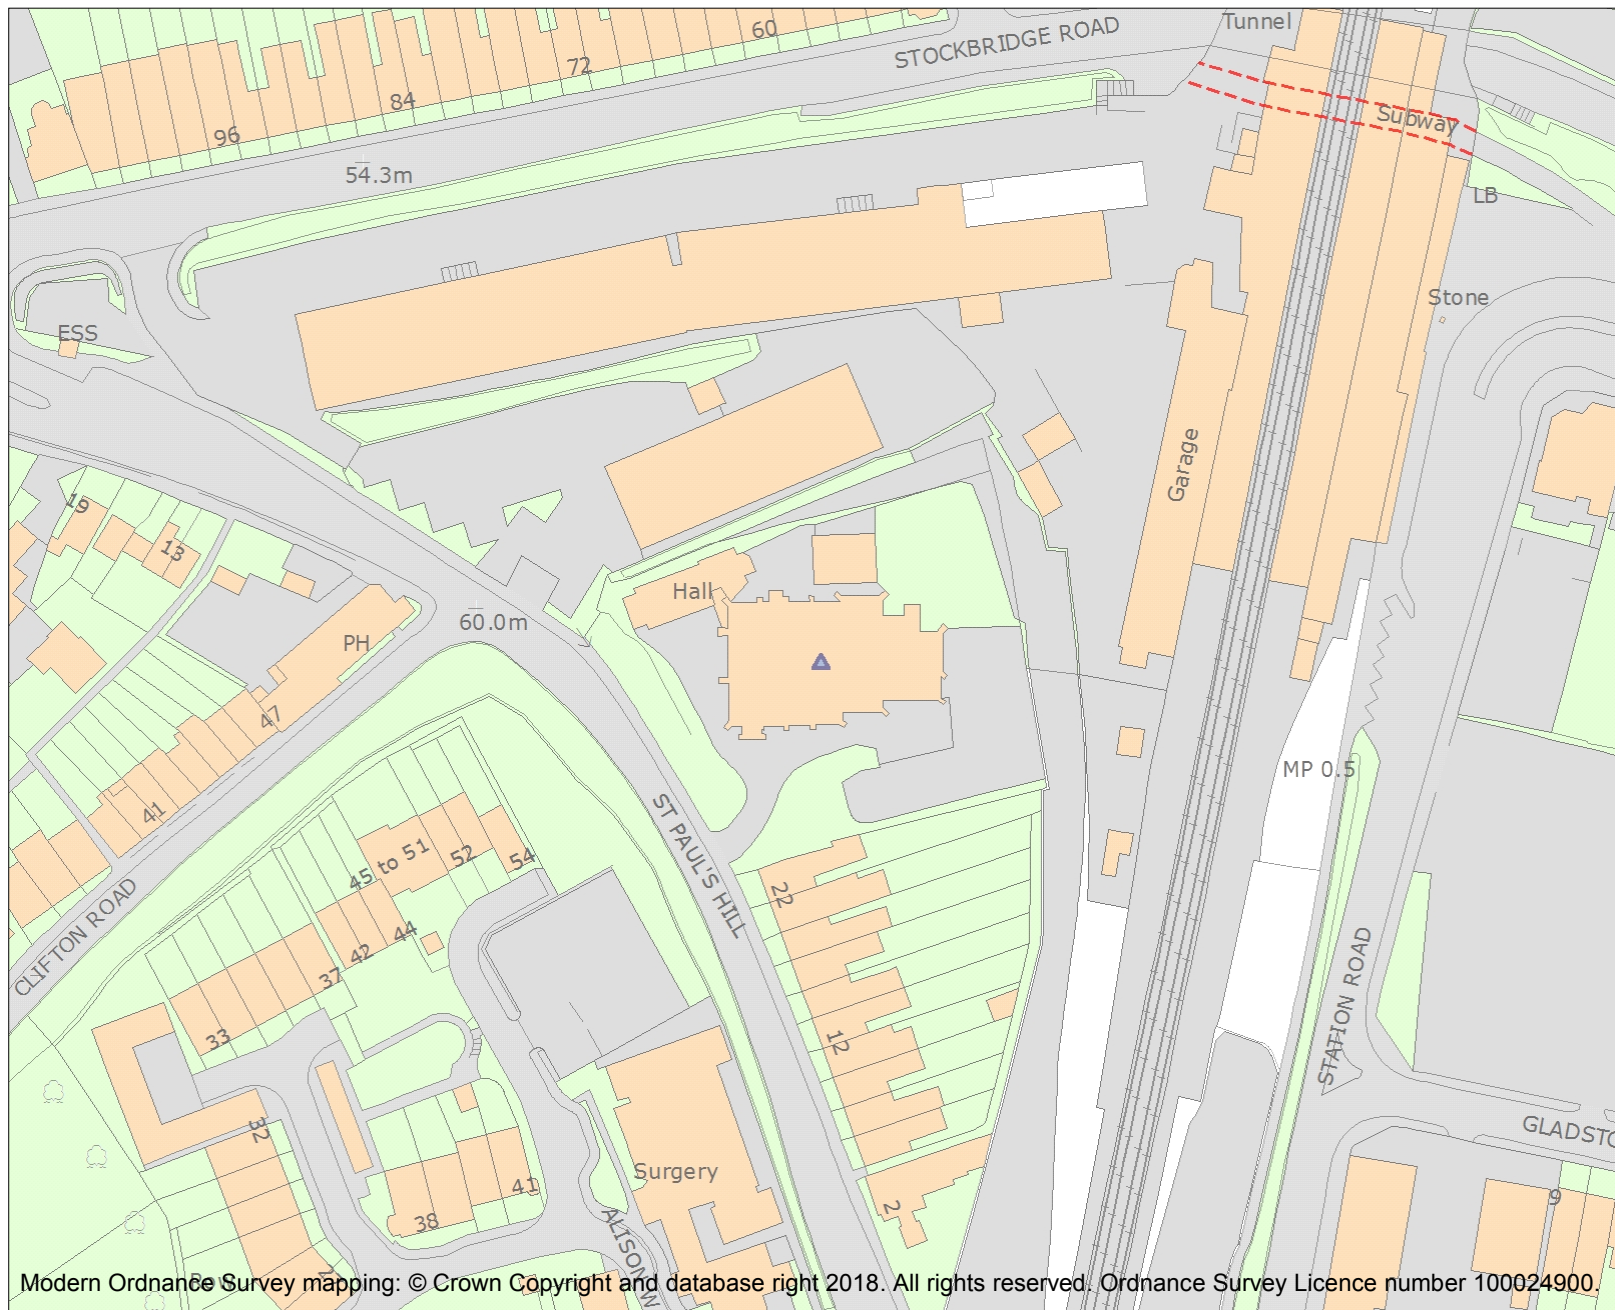 Tunnel
60
STOCKBRIDGE ROAD
72
84
96
Subway
54.3m
LB
Stone
ESS
Garage
19
13
Hall
60.0m
PH
47
MP 0.5
41
ST PAUL'S HILL
45 to 51
52
54
22
CLIFTON ROAD
44
42
37
STATION ROAD
33
12
32
GLADSTO
Surgery
41
9
2
38
ALISON W
Modern Ordnance Survey mapping: © Crown Copyright and database right 2018. All rights reserved. Ordnance Survey Licence number 100024900.